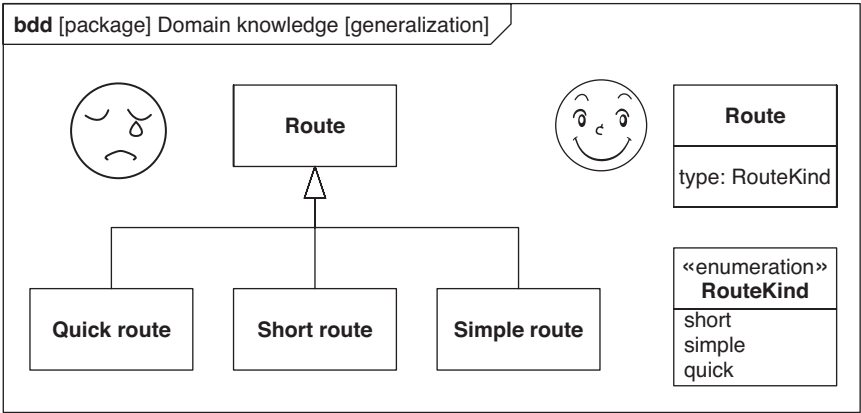 bdd [package] Domain knowledge [generalization]
Route
Quick route
Short route
Simple route
Route
type: RouteKind
«enumeration»
RouteKind
short
simple
quick